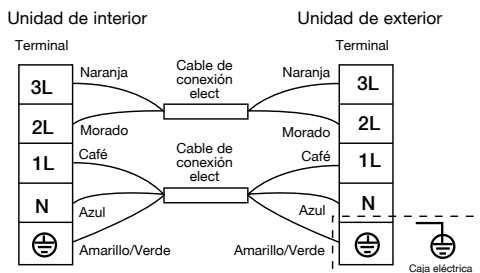 Unidad de interior
Unidad de exterior
Terminal
Terminal
3L
Naranja
Cable de
conexión
elect
Naranja
3L
2L
Morado
Morado
2L
1L
Café
Cable de
conexión
elect
Café
1L
N
Azul
Azul
N
Amarillo/Verde
Amarillo/Verde
Caja eléctrica